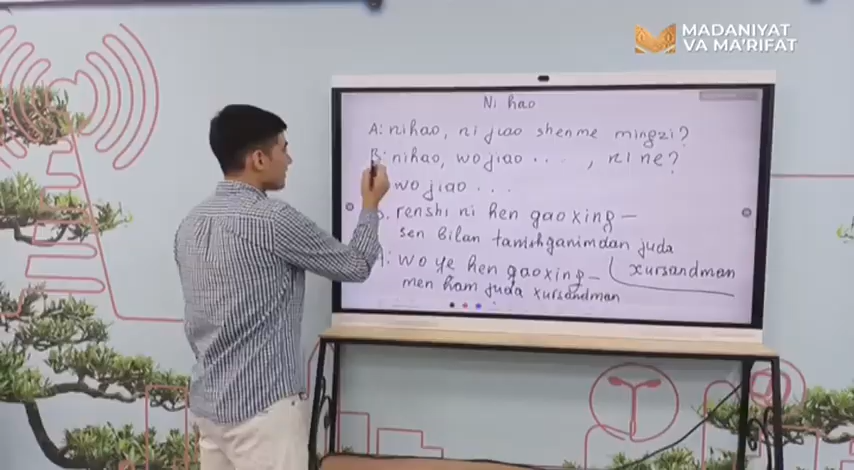 MADANIYAT
VA MA'RIFAT
Ni hao
A: nihao, ni jiao shenme mingzi?
B: nihao, wo jiao . . . , ni ne?
wo jiao . . .
B. renshi ni hen gaoxing —
sen bilan tanishganimdan juda
xursandman
A: wo ye hen gaoxing —
men ham juda xursandman